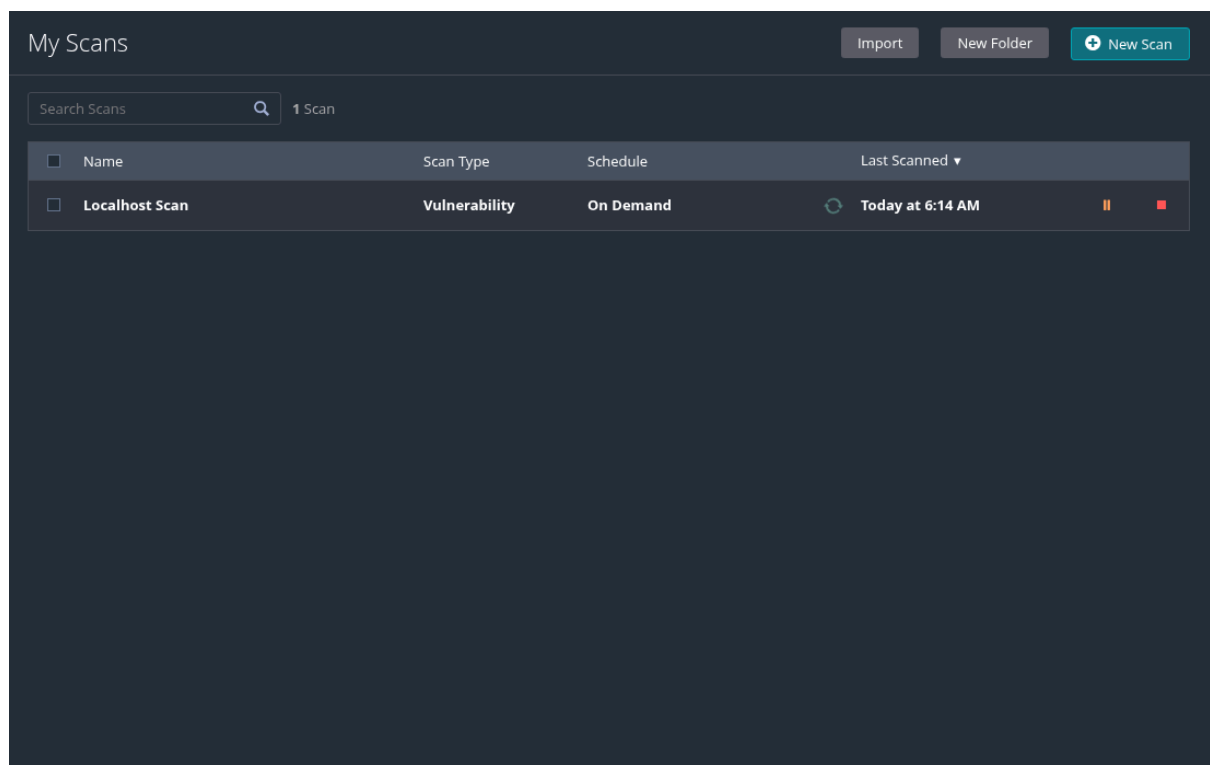 My Scans
Import
New Folder
New Scan
Search Scans
1 Scan
Name Scan Type Schedule Last Scanned
Localhost Scan Vulnerability On Demand Today at 6:14 AM